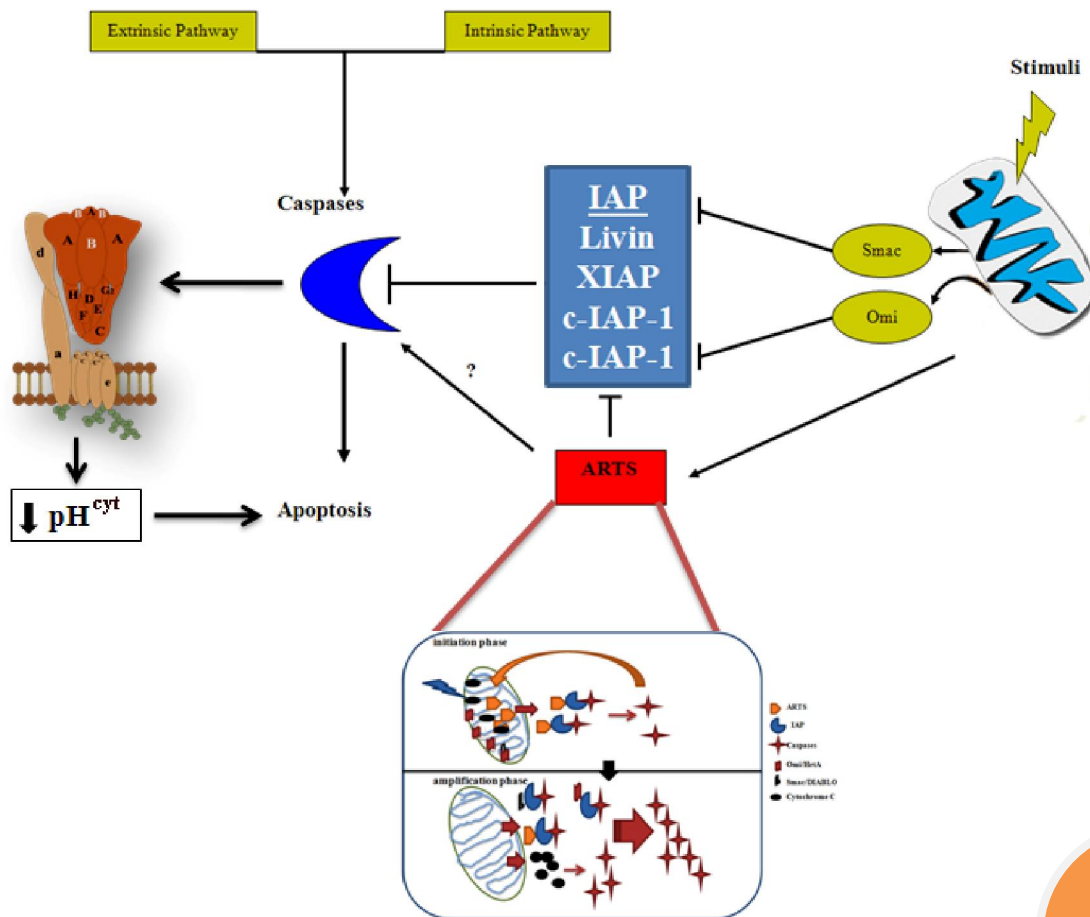 Extrinsic Pathway
Intrinsic Pathway
Stimuli
Caspases
IAP
Livin
XIAP
c-IAP-1
c-IAP-1
Smac
Omi
B A B
A B A
d
H D G₂
F E
C
a
c c c
e
?
ARTS
pH^cyt
Apoptosis
initiation phase
amplification phase
ARTS
IAP
Caspases
Omi/HtrA
Smac/DIABLO
Cytochrome C